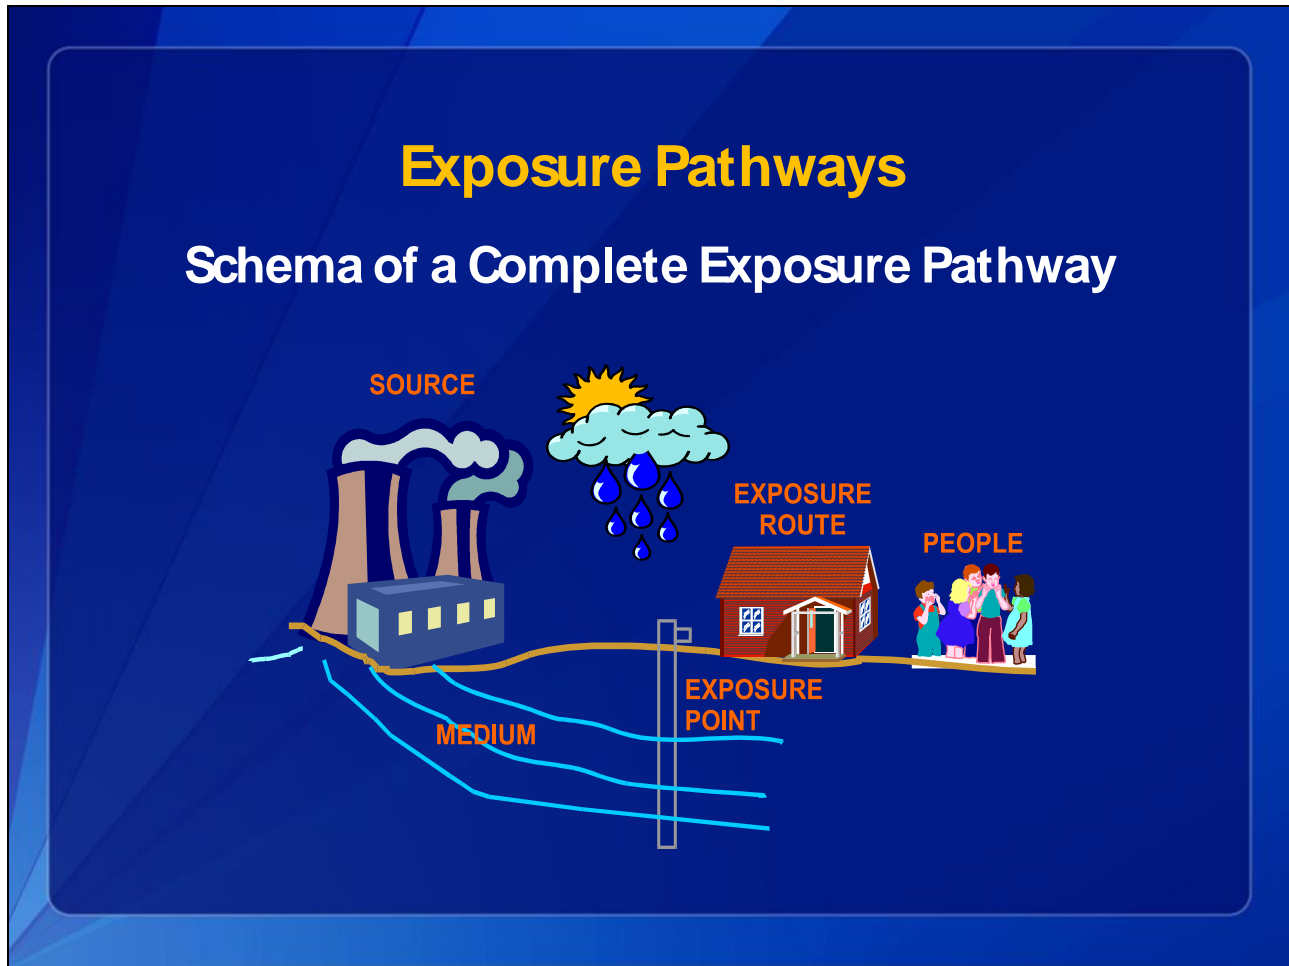 Exposure Pathways
Schema of a Complete Exposure Pathway
SOURCE
EXPOSURE
ROUTE
PEOPLE
EXPOSURE
POINT
MEDIUM